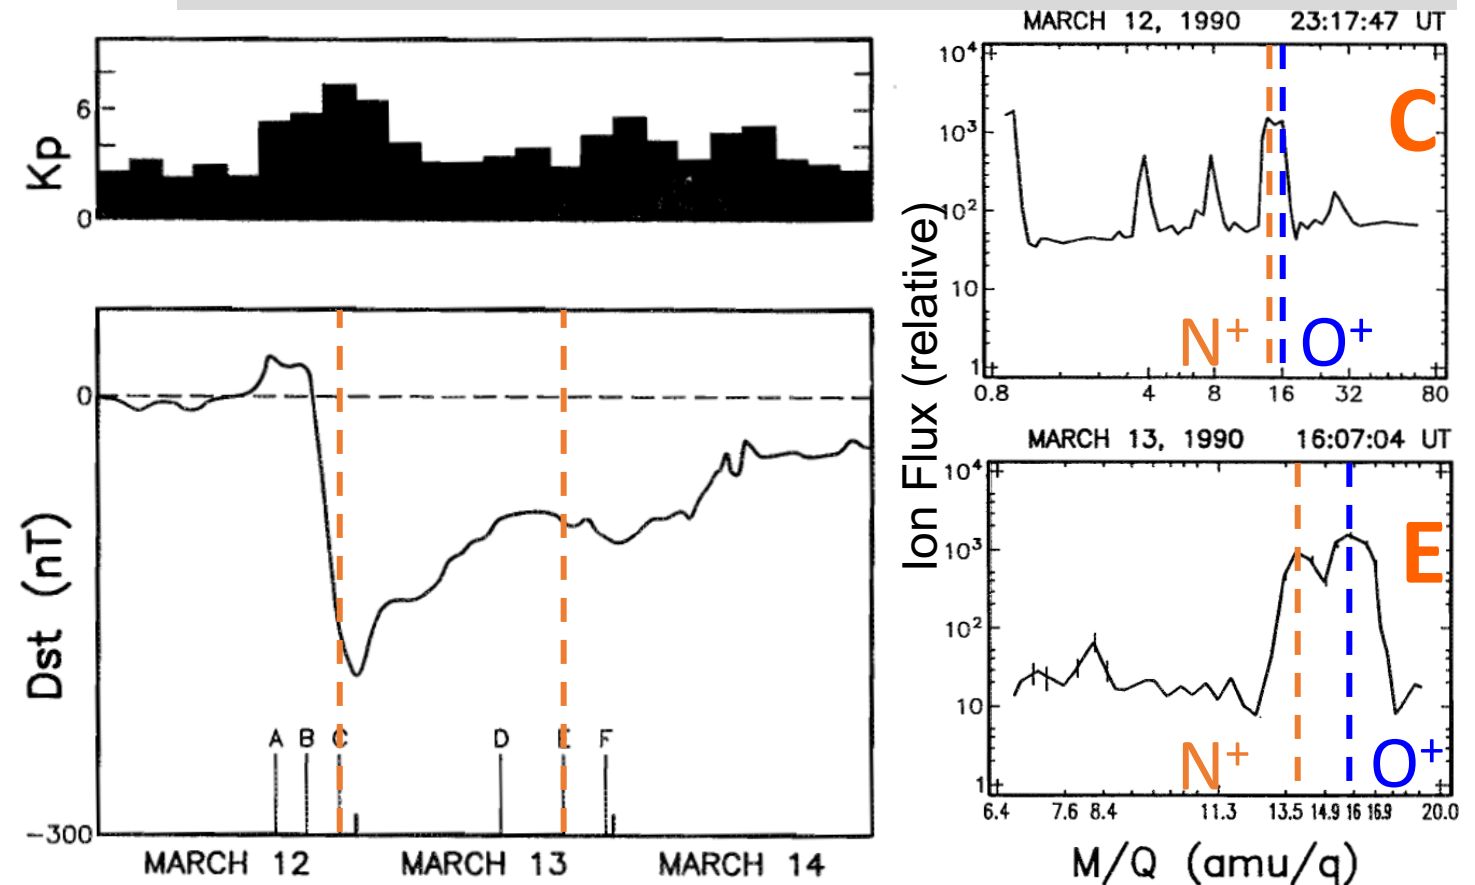 Kp
6
0
Dst (nT)
0
-300
A B C D E F
MARCH 12 MARCH 13 MARCH 14
Ion Flux (relative)
MARCH 12, 1990 23:17:47 UT
10⁴
10³
10²
10
1
C
N⁺ O⁺
0.8 4 8 16 32 80
MARCH 13, 1990 16:07:04 UT
10⁴
10³
10²
10
1
E
N⁺ O⁺
6.4 7.6 8.4 11.3 13.5 14.9 16 16.9 20.0
M/Q (amu/q)